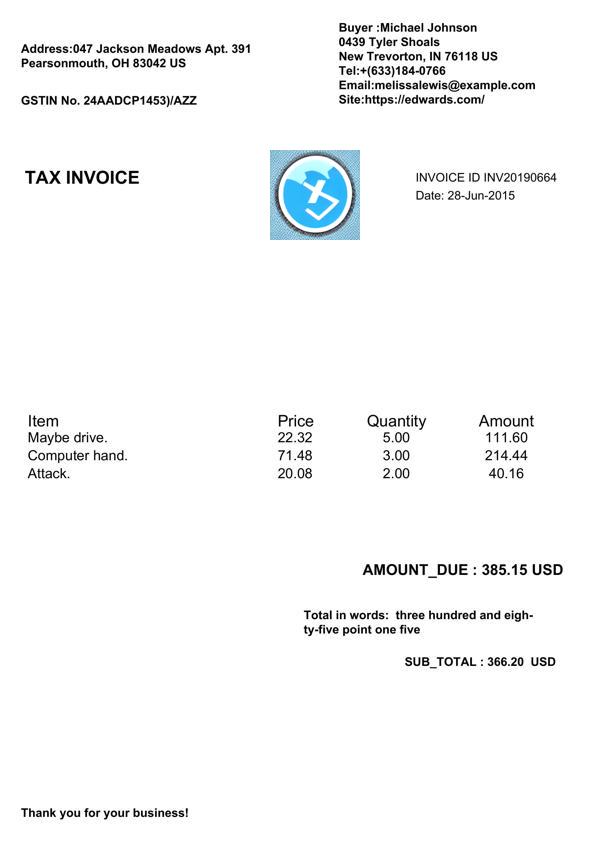 Address:047 Jackson Meadows Apt. 391
Pearsonmouth, OH 83042 US
GSTIN No. 24AADCP1453)/AZZ
Buyer :Michael Johnson
0439 Tyler Shoals
New Trevorton, IN 76118 US
Tel:+(633)184-0766
Email:melissalewis@example.com
Site:https://edwards.com/
TAX INVOICE
INVOICE ID INV20190664
Date: 28-Jun-2015
Item Price Quantity Amount
Maybe drive. 22.32 5.00 111.60
Computer hand. 71.48 3.00 214.44
Attack. 20.08 2.00 40.16
AMOUNT_DUE : 385.15 USD
Total in words:  three hundred and eigh-
ty-five point one five
SUB_TOTAL : 366.20  USD
Thank you for your business!